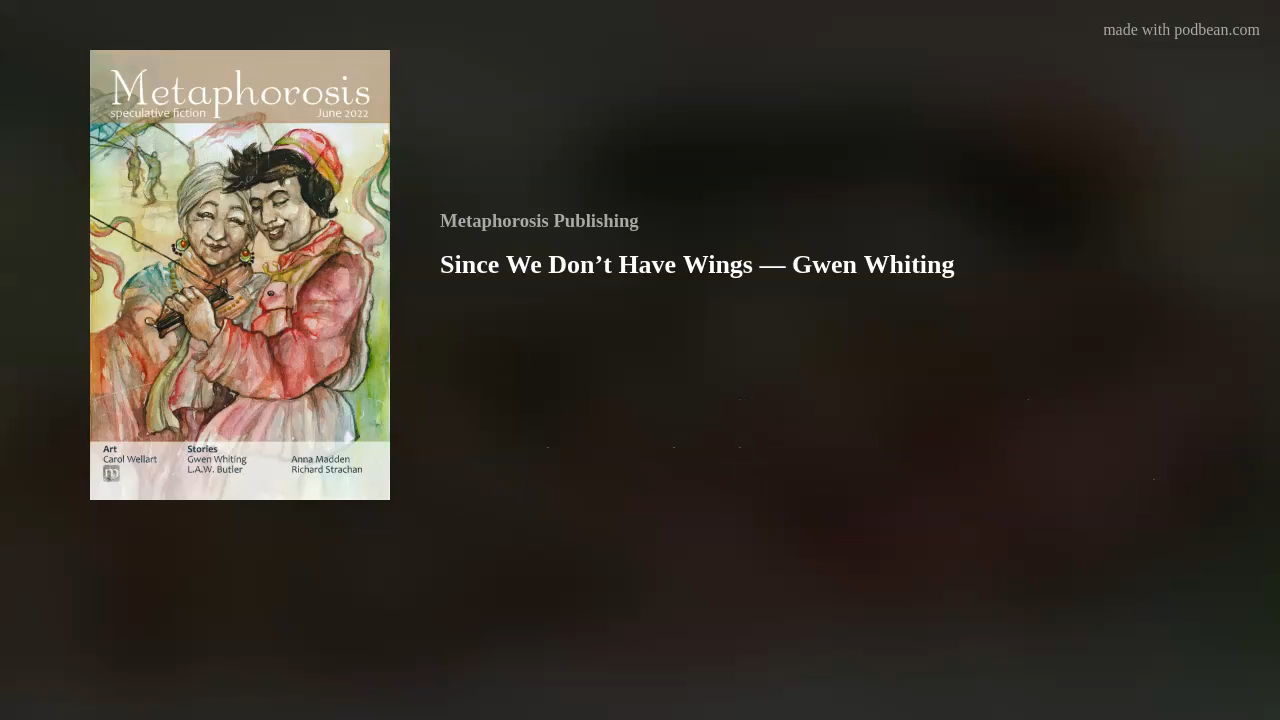 made with podbean.com
Metaphorosis
speculative fiction June 2022
Metaphorosis Publishing
Since We Don’t Have Wings — Gwen Whiting
Art Stories
Carol Wellart Gwen Whiting Anna Madden
m L.A.W. Butler Richard Strachan